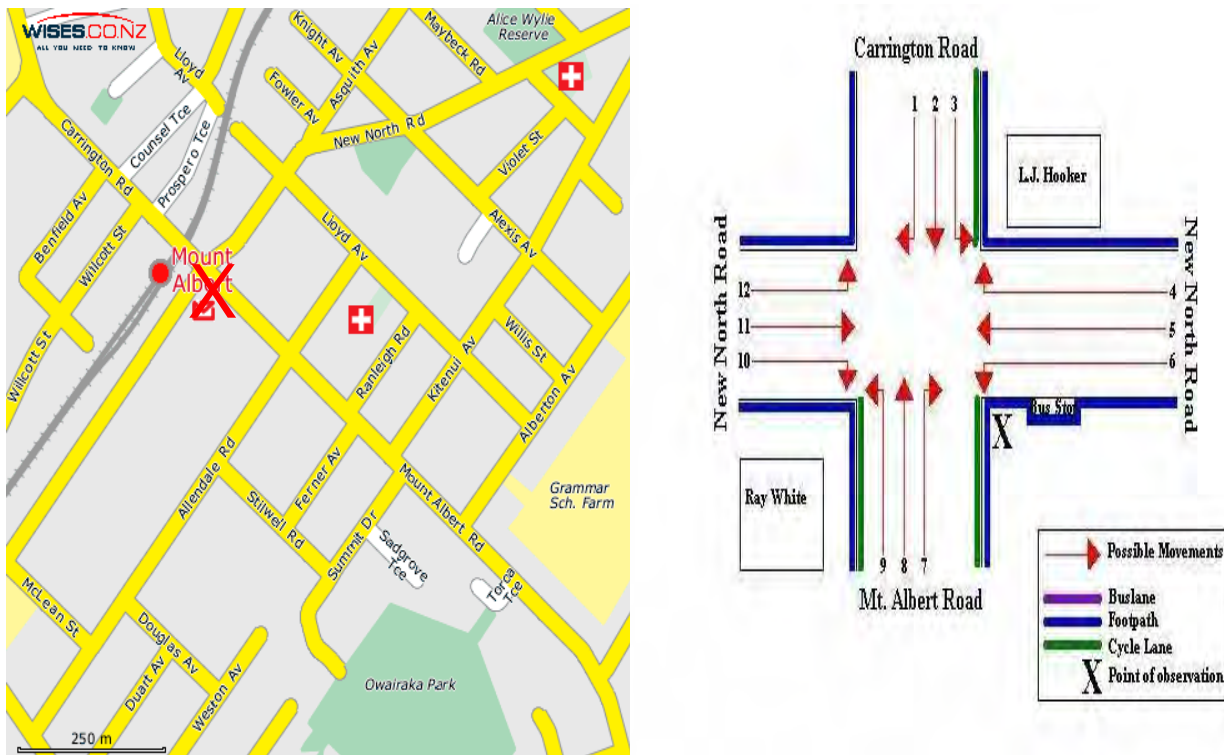 WISES.CO.NZ
ALL YOU NEED TO KNOW
Alice Wylie
Reserve
Knight Av
Maybeck Rd
Lloyd
Av
Asquith Av
Fowler Av
New North Rd
Carrington Rd
Counsel Tce
Prospero Tce
Violet St
Benfield Av
Willcott St
Lloyd Av
Alexis Av
Mount
Albert
X
Willcott St
Ranleigh Rd
Kitenui Av
Willis St
Alberton Av
Allendale Rd
Ferner Av
Mount Albert Rd
Stilwell Rd
Grammar
Sch. Farm
Summit Dr
Sadgrove
Tce
Torca
Tce
McLean St
Douglas Av
Duart Av
Weston Av
Owairaka Park
250 m
Carrington Road
1 2 3
L.J. Hooker
New North Road
New North Road
12
4
11
5
10
6
Bus Stop
X
Ray White
9 8 7
Mt. Albert Road
Possible Movements
Buslane
Footpath
Cycle Lane
X Point of observation